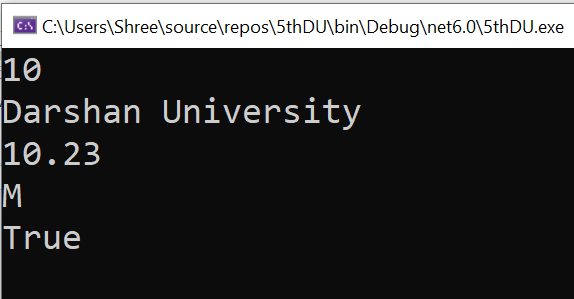 C:\Users\Shree\source\repos\5thDU\bin\Debug\net6.0\5thDU.exe
10
Darshan University
10.23
M
True